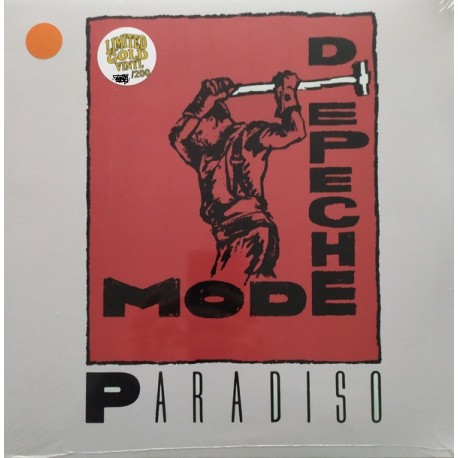 LIMITED
GOLD
VINYL
/200
DEPECHE
MODE
PARADISO